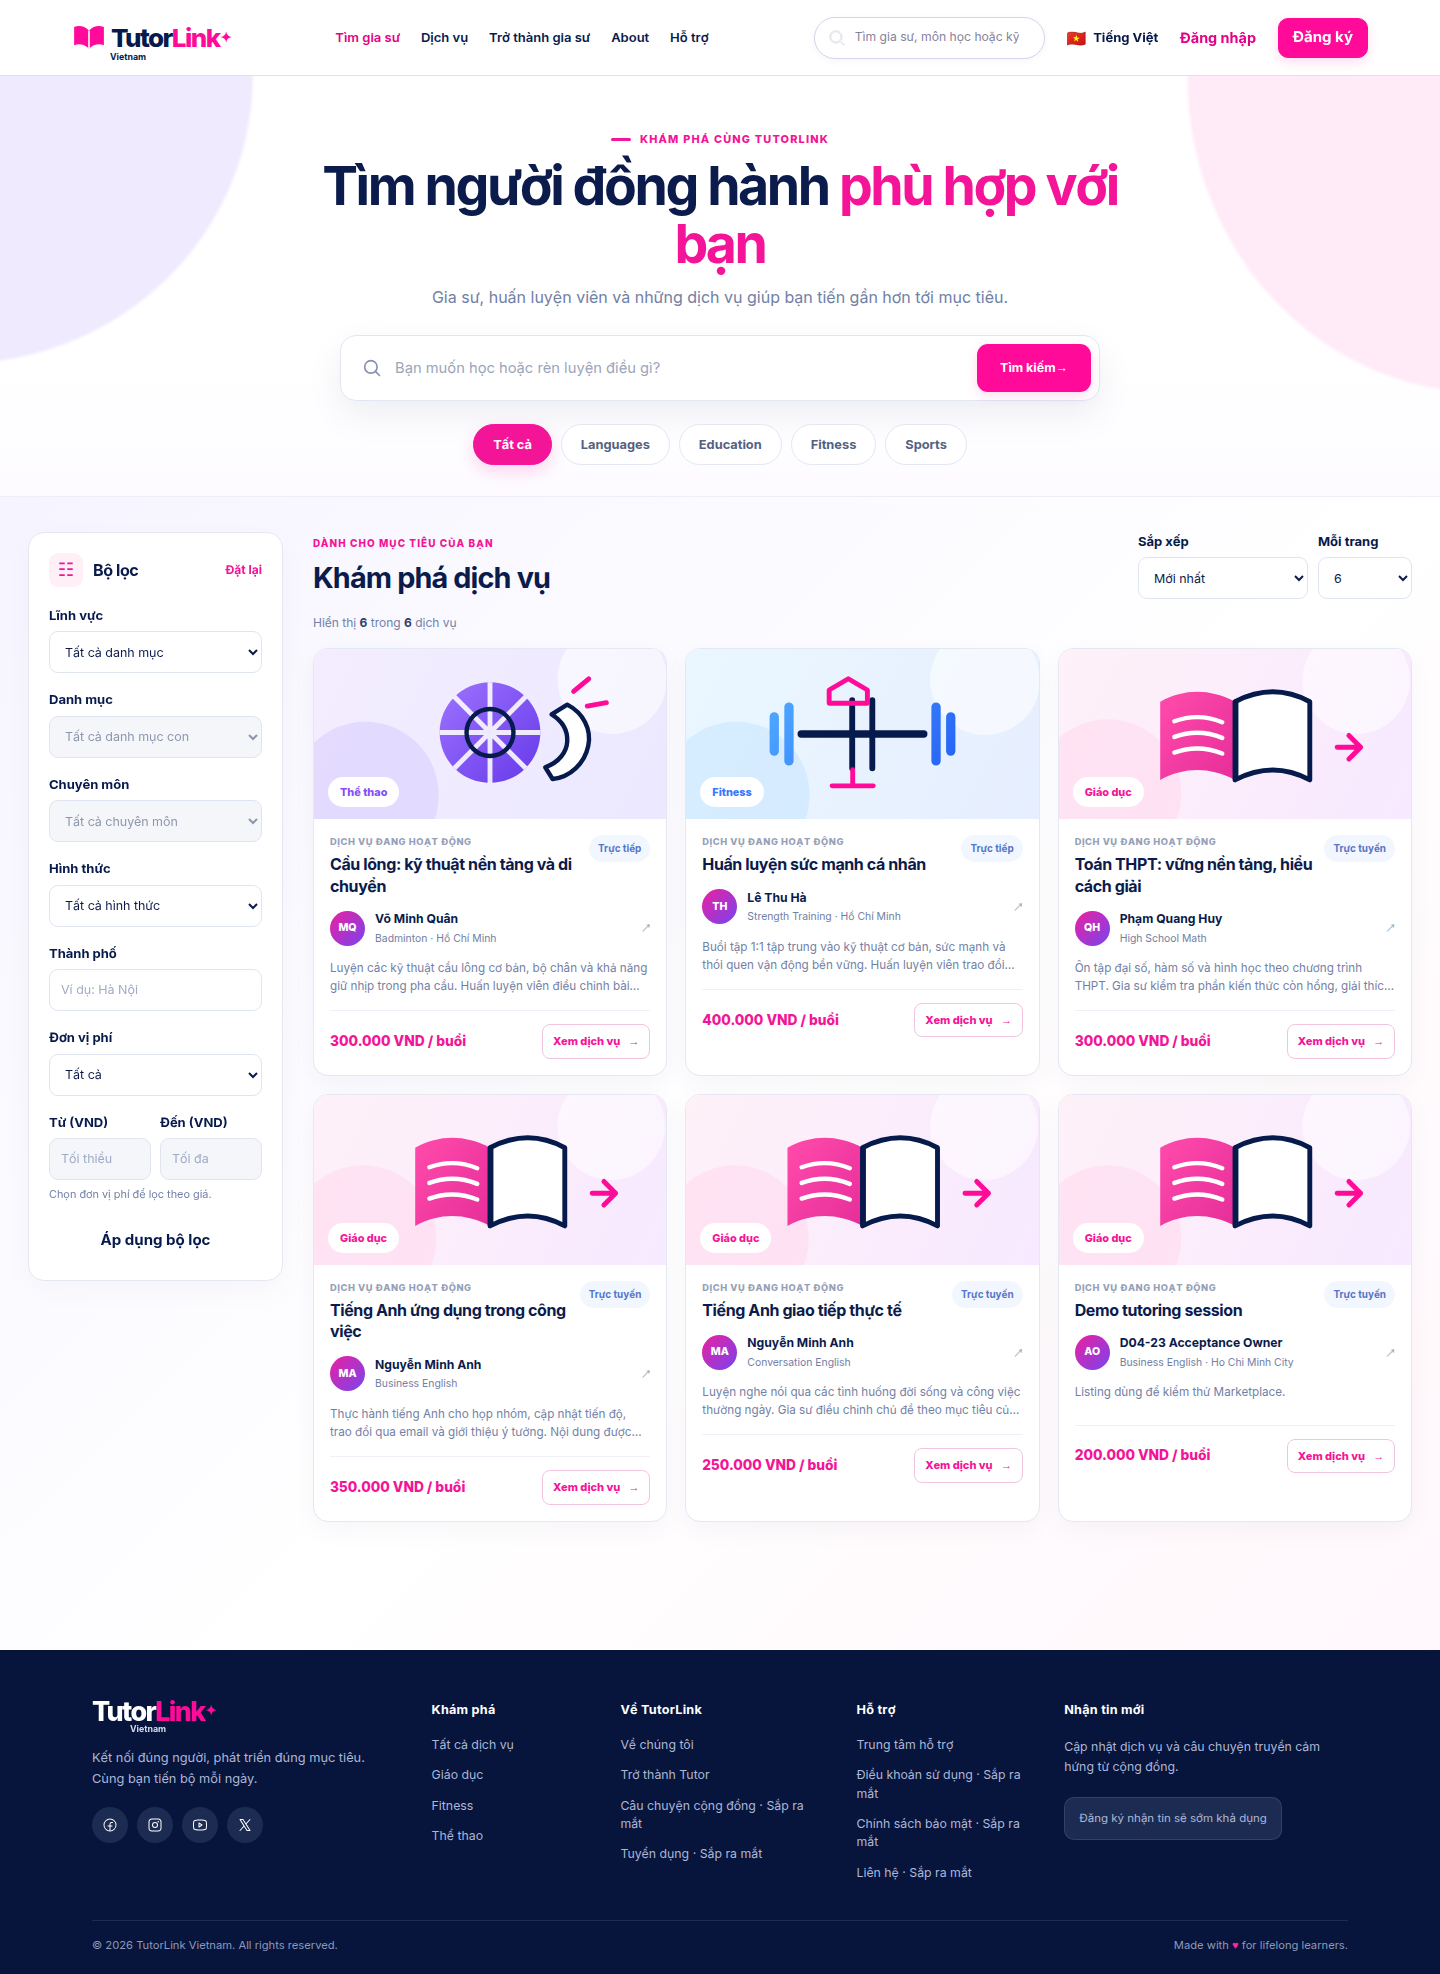 TutorLink
Vietnam
Tìm gia sư
Dịch vụ
Trở thành gia sư
About
Hỗ trợ
Tìm gia sư, môn học hoặc kỹ
Tiếng Việt
Đăng nhập
Đăng ký
KHÁM PHÁ CÙNG TUTORLINK
Tìm người đồng hành phù hợp với
bạn
Gia sư, huấn luyện viên và những dịch vụ giúp bạn tiến gần hơn tới mục tiêu.
Bạn muốn học hoặc rèn luyện điều gì?
Tìm kiếm→
Tất cả
Languages
Education
Fitness
Sports
Bộ lọc
Đặt lại
Lĩnh vực
Tất cả danh mục
Danh mục
Tất cả danh mục con
Chuyên môn
Tất cả chuyên môn
Hình thức
Tất cả hình thức
Thành phố
Ví dụ: Hà Nội
Đơn vị phí
Tất cả
Từ (VND)
Đến (VND)
Tối thiểu
Tối đa
Chọn đơn vị phí để lọc theo giá.
Áp dụng bộ lọc
DÀNH CHO MỤC TIÊU CỦA BẠN
Khám phá dịch vụ
Sắp xếp
Mới nhất
Mỗi trang
6
Hiển thị 6 trong 6 dịch vụ
Thể thao
DỊCH VỤ ĐANG HOẠT ĐỘNG
Trực tiếp
Cầu lông: kỹ thuật nền tảng và di
chuyển
MQ
Võ Minh Quân
Badminton · Hồ Chí Minh
Luyện các kỹ thuật cầu lông cơ bản, bộ chân và khả năng
giữ nhịp trong pha cầu. Huấn luyện viên điều chỉnh bài...
300.000 VND / buổi
Xem dịch vụ →
Fitness
DỊCH VỤ ĐANG HOẠT ĐỘNG
Trực tiếp
Huấn luyện sức mạnh cá nhân
TH
Lê Thu Hà
Strength Training · Hồ Chí Minh
Buổi tập 1:1 tập trung vào kỹ thuật cơ bản, sức mạnh và
thói quen vận động bền vững. Huấn luyện viên trao đổi...
400.000 VND / buổi
Xem dịch vụ →
Giáo dục
DỊCH VỤ ĐANG HOẠT ĐỘNG
Trực tuyến
Toán THPT: vững nền tảng, hiểu
cách giải
QH
Phạm Quang Huy
High School Math
Ôn tập đại số, hàm số và hình học theo chương trình
THPT. Gia sư kiểm tra phần kiến thức còn hổng, giải thíc...
300.000 VND / buổi
Xem dịch vụ →
Giáo dục
DỊCH VỤ ĐANG HOẠT ĐỘNG
Trực tuyến
Tiếng Anh ứng dụng trong công
việc
MA
Nguyễn Minh Anh
Business English
Thực hành tiếng Anh cho họp nhóm, cập nhật tiến độ,
trao đổi qua email và giới thiệu ý tưởng. Nội dung được...
350.000 VND / buổi
Xem dịch vụ →
Giáo dục
DỊCH VỤ ĐANG HOẠT ĐỘNG
Trực tuyến
Tiếng Anh giao tiếp thực tế
MA
Nguyễn Minh Anh
Conversation English
Luyện nghe nói qua các tình huống đời sống và công việc
thường ngày. Gia sư điều chỉnh chủ đề theo mục tiêu củ...
250.000 VND / buổi
Xem dịch vụ →
Giáo dục
DỊCH VỤ ĐANG HOẠT ĐỘNG
Trực tuyến
Demo tutoring session
AO
D04-23 Acceptance Owner
Business English · Ho Chi Minh City
Listing dùng để kiểm thử Marketplace.
200.000 VND / buổi
Xem dịch vụ →
TutorLink
Vietnam
Kết nối đúng người, phát triển đúng mục tiêu.
Cùng bạn tiến bộ mỗi ngày.
Khám phá
Tất cả dịch vụ
Giáo dục
Fitness
Thể thao
Về TutorLink
Về chúng tôi
Trở thành Tutor
Câu chuyện cộng đồng · Sắp ra
mắt
Tuyển dụng · Sắp ra mắt
Hỗ trợ
Trung tâm hỗ trợ
Điều khoản sử dụng · Sắp ra
mắt
Chính sách bảo mật · Sắp ra
mắt
Liên hệ · Sắp ra mắt
Nhận tin mới
Cập nhật dịch vụ và câu chuyện truyền cảm
hứng từ cộng đồng.
Đăng ký nhận tin sẽ sớm khả dụng
© 2026 TutorLink Vietnam. All rights reserved.
Made with ♥ for lifelong learners.